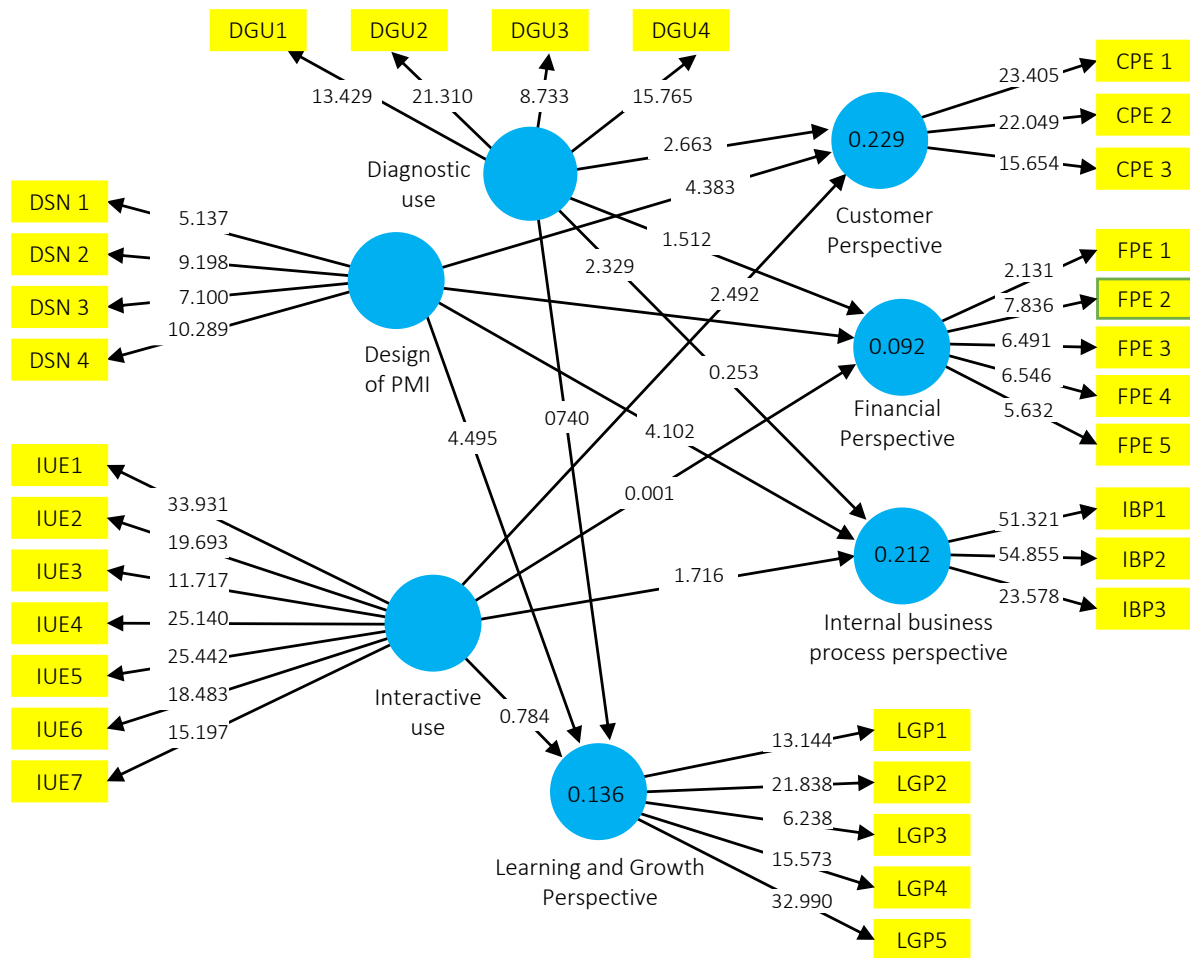 DGU1
DGU2
DGU3
DGU4
13.429
21.310
8.733
15.765
CPE 1
CPE 2
CPE 3
23.405
22.049
15.654
0.229
Customer
Perspective
Diagnostic
use
2.663
4.383
1.512
2.329
2.492
DSN 1
DSN 2
DSN 3
DSN 4
5.137
9.198
7.100
10.289
Design
of PMI
FPE 1
FPE 2
FPE 3
FPE 4
FPE 5
2.131
7.836
6.491
6.546
5.632
0.092
Financial
Perspective
0.253
0740
4.495
4.102
0.001
IUE1
IUE2
IUE3
IUE4
IUE5
IUE6
IUE7
33.931
19.693
11.717
25.140
25.442
18.483
15.197
Interactive
use
1.716
0.784
IBP1
IBP2
IBP3
51.321
54.855
23.578
0.212
Internal business
process perspective
0.136
Learning and Growth
Perspective
LGP1
LGP2
LGP3
LGP4
LGP5
13.144
21.838
6.238
15.573
32.990